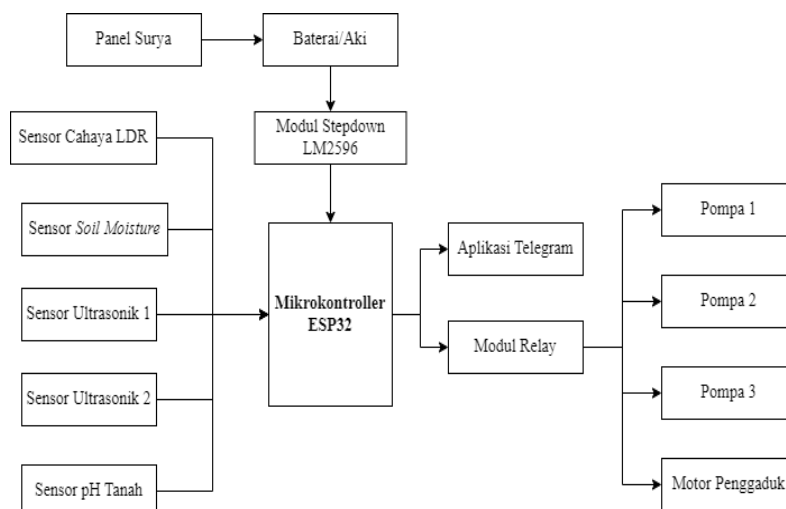 Panel Surya
Baterai/Aki
Sensor Cahaya LDR
Modul Stepdown
LM2596
Sensor Soil Moisture
Pompa 1
Aplikasi Telegram
Mikrokontroller
ESP32
Sensor Ultrasonik 1
Pompa 2
Modul Relay
Sensor Ultrasonik 2
Pompa 3
Sensor pH Tanah
Motor Penggaduk